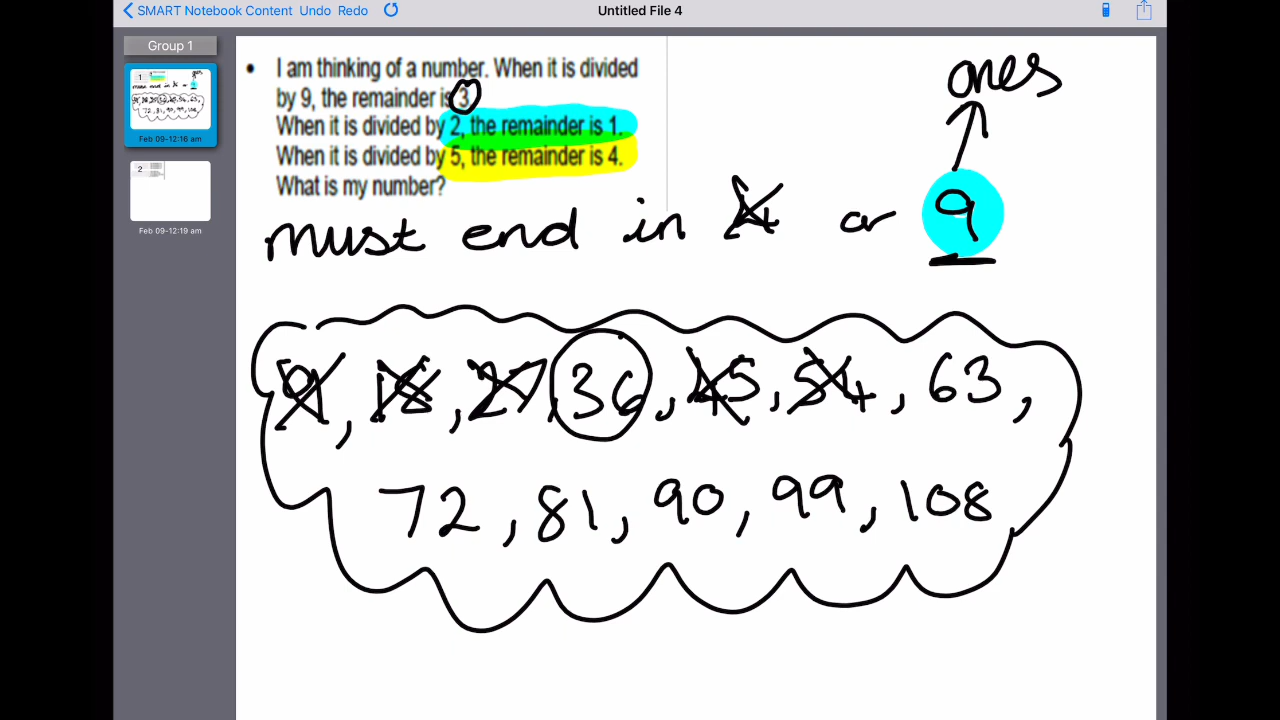 SMART Notebook Content Undo Redo
Untitled File 4
Group 1
1
Feb 09-12:16 am
2
Feb 09-12:19 am
• I am thinking of a number. When it is divided
by 9, the remainder is 3.
When it is divided by 2, the remainder is 1.
When it is divided by 5, the remainder is 4.
What is my number?
ones
must end in 4 or 9
9, 18, 27, 36, 45, 54, 63,
72, 81, 90, 99, 108